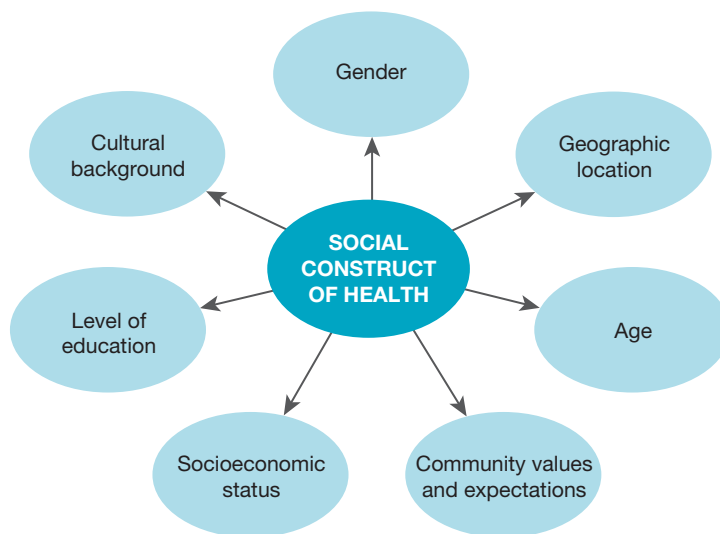 Gender
Cultural
background
Geographic
location
SOCIAL
CONSTRUCT
OF HEALTH
Level of
education
Age
Socioeconomic
status
Community values
and expectations